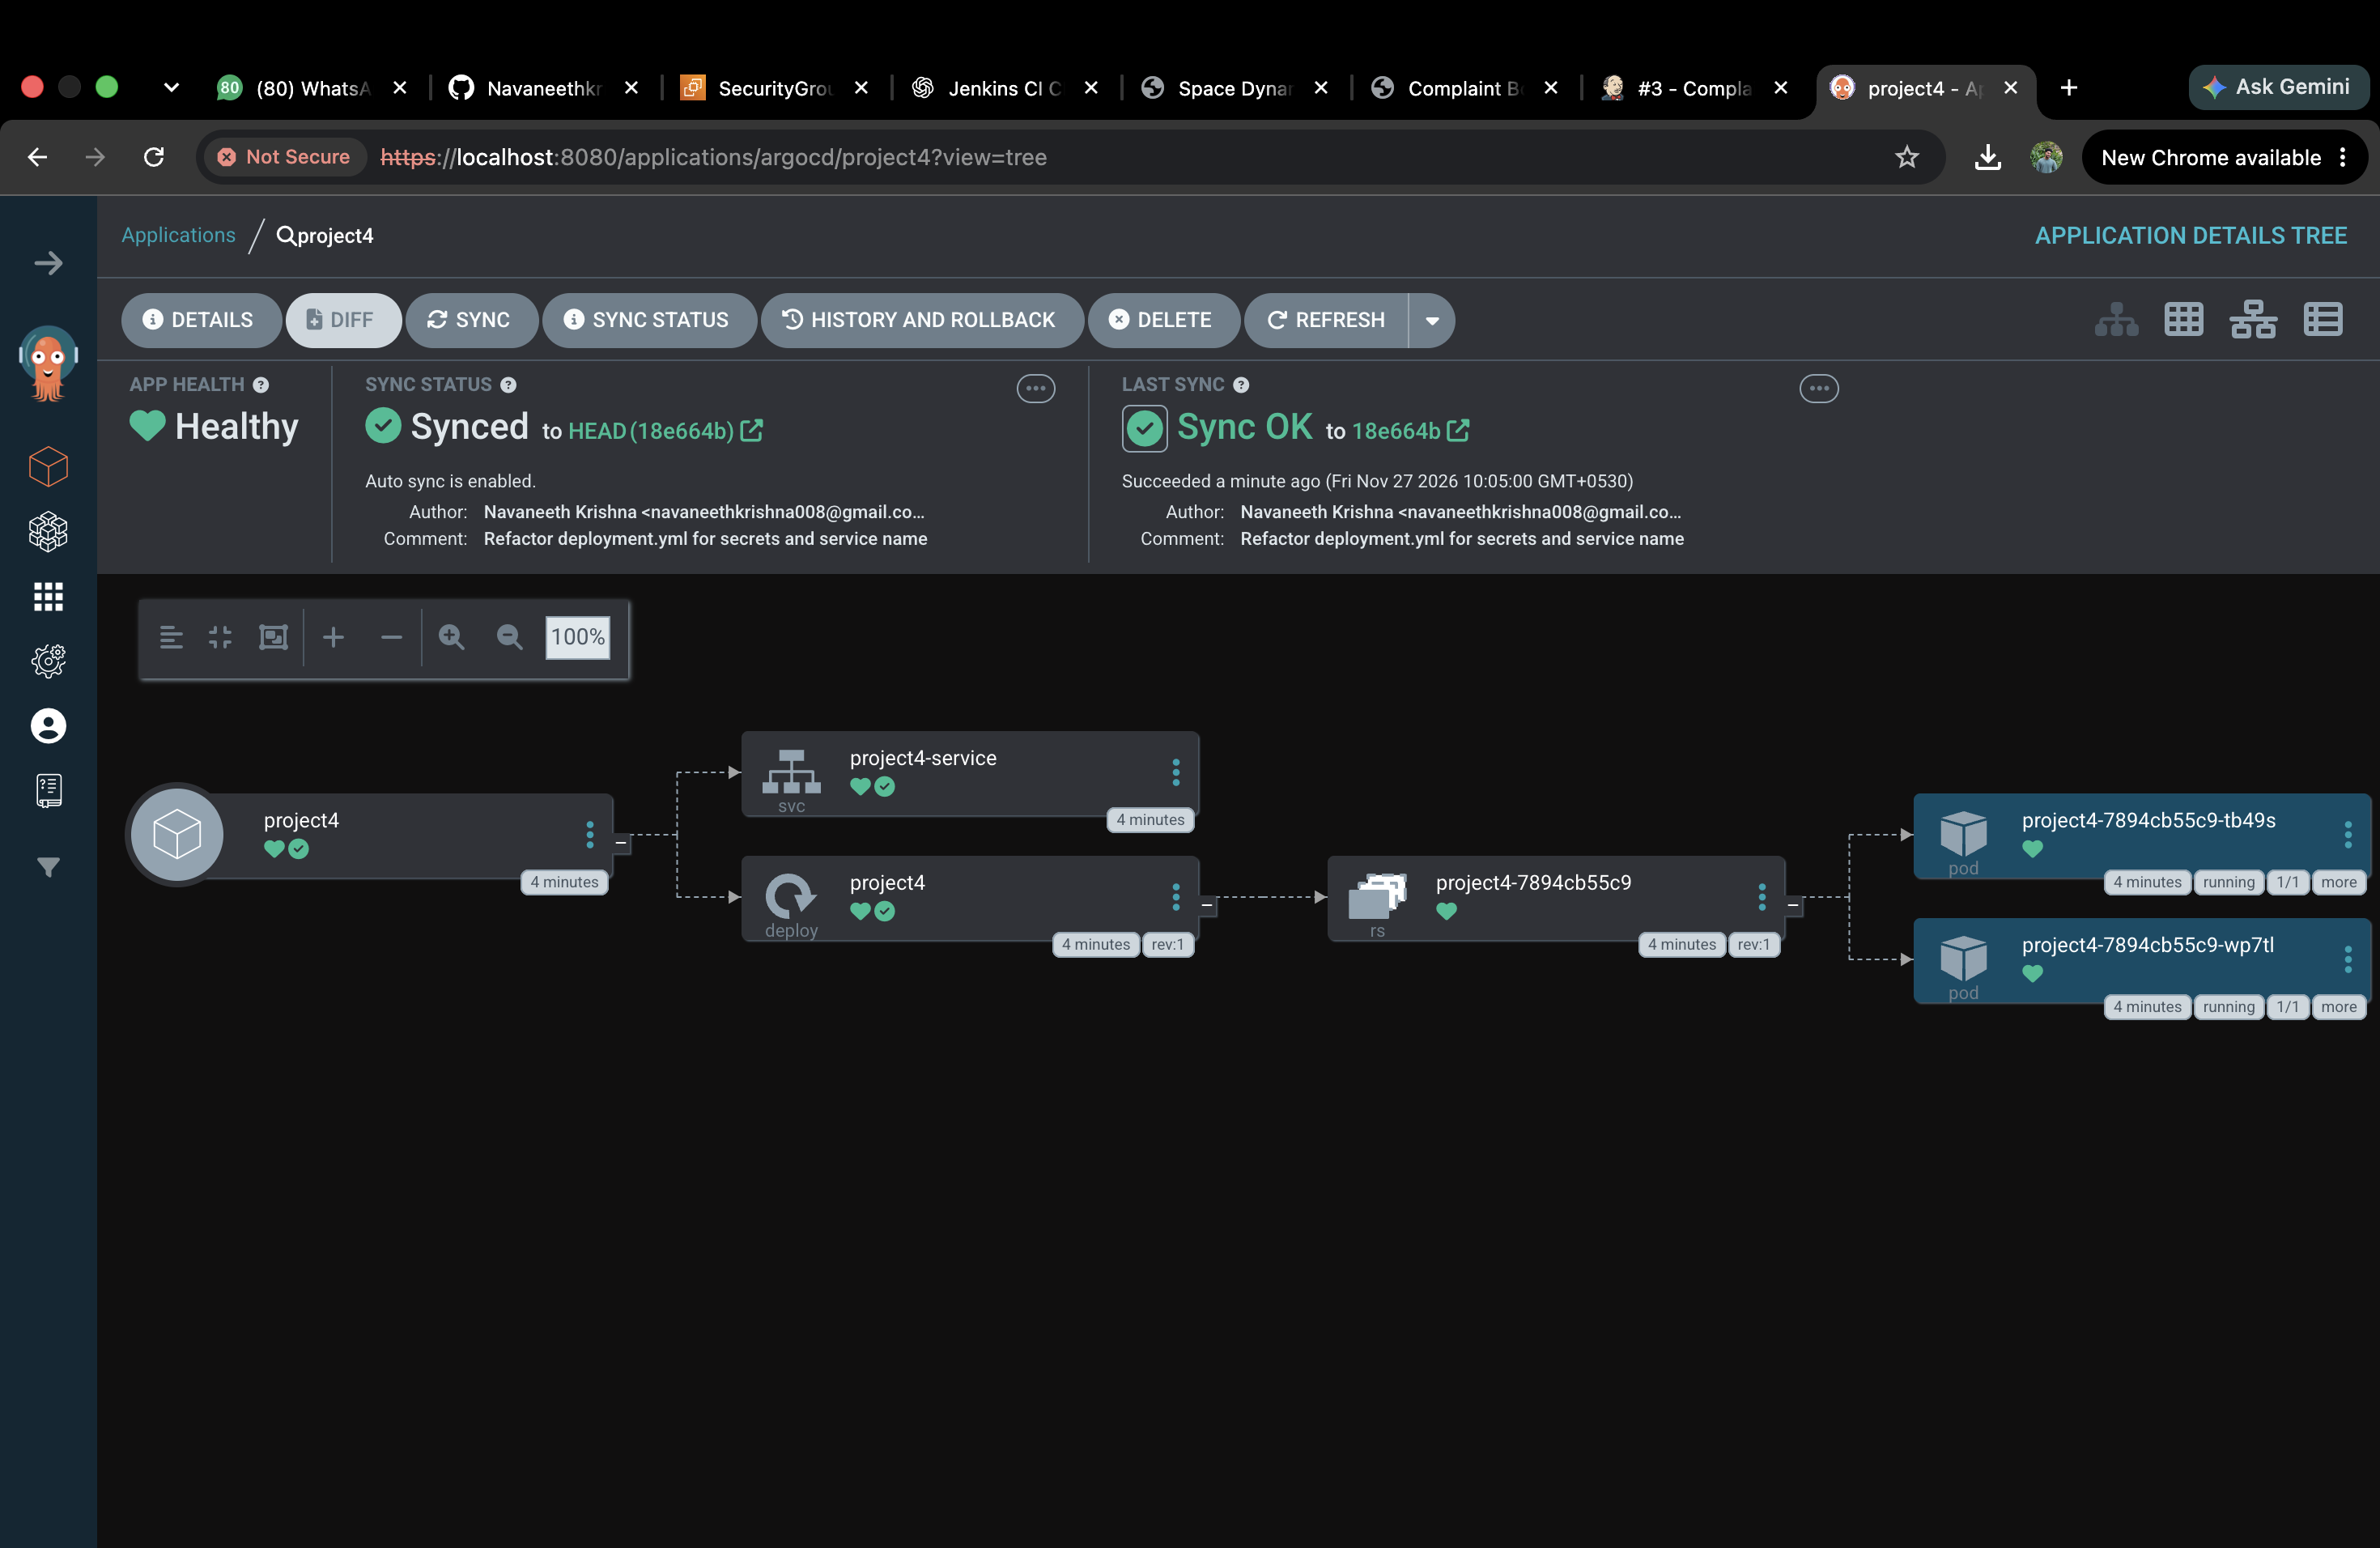 80 (80) WhatsA
Navaneethkr
SecurityGrou
Jenkins CI C
Space Dynar
Complaint B
#3 - Compla
project4 - A
Ask Gemini
Not Secure https://localhost:8080/applications/argocd/project4?view=tree
New Chrome available
Applications / project4
APPLICATION DETAILS TREE
DETAILS DIFF SYNC SYNC STATUS HISTORY AND ROLLBACK DELETE REFRESH
APP HEALTH
Healthy
SYNC STATUS
Synced to HEAD (18e664b)
Auto sync is enabled.
Author: Navaneeth Krishna <navaneethkrishna008@gmail.co...
Comment: Refactor deployment.yml for secrets and service name
LAST SYNC
Sync OK to 18e664b
Succeeded a minute ago (Fri Nov 27 2026 10:05:00 GMT+0530)
Author: Navaneeth Krishna <navaneethkrishna008@gmail.co...
Comment: Refactor deployment.yml for secrets and service name
100%
project4
4 minutes
project4-service
svc
4 minutes
project4
deploy
4 minutes rev:1
project4-7894cb55c9
rs
4 minutes rev:1
project4-7894cb55c9-tb49s
pod
4 minutes running 1/1 more
project4-7894cb55c9-wp7tl
pod
4 minutes running 1/1 more